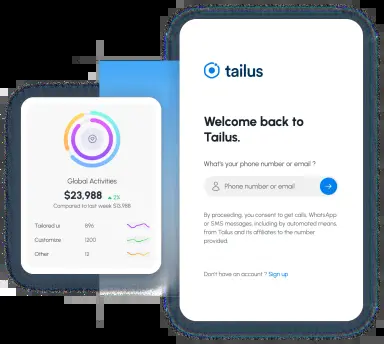 tailus
Welcome back to
Tailus.
What's your phone number or email ?
Phone number or email
By proceeding, you consent to get calls, WhatsApp
or SMS messages, including by automated means,
from Tailus and its affiliates to the number
provided.
Don't have an account ? Sign up
Global Activities
$23,988 2%
Compared to last week $13,988
Tailored ui 896
Customize 1200
Other 12